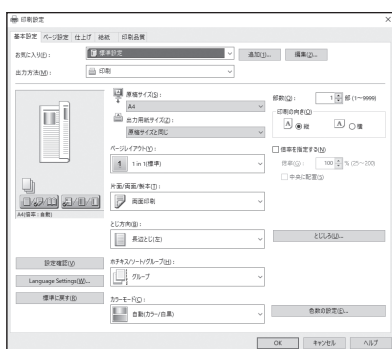 印刷設定
基本設定 ページ設定 仕上げ 給紙 印刷品質
お気に入り(F): 標準設定 追加(1)... 編集(2)...
出力方法(M): 印刷
原稿サイズ(S):
A4
出力用紙サイズ(Z):
原稿サイズと同じ
部数(Q): 1 部 (1~9999)
印刷の向き(O)
A 縦 A 横
ページレイアウト(Y):
1 1 in 1(標準)
倍率を指定する(N)
倍率(G): 100 % (25~200)
中央に配置(S)
片面/両面/製本(T):
両面印刷
A4(倍率:自動)
とじ方向(B):
長辺とじ(左)
とじしろ(U)...
設定確認(V)
ホチキス/ソート/グループ(H):
グループ
Language Settings(W)...
標準に戻す(R)
カラーモード(C):
自動(カラー/白黒)
色数の設定(E)...
OK キャンセル ヘルプ